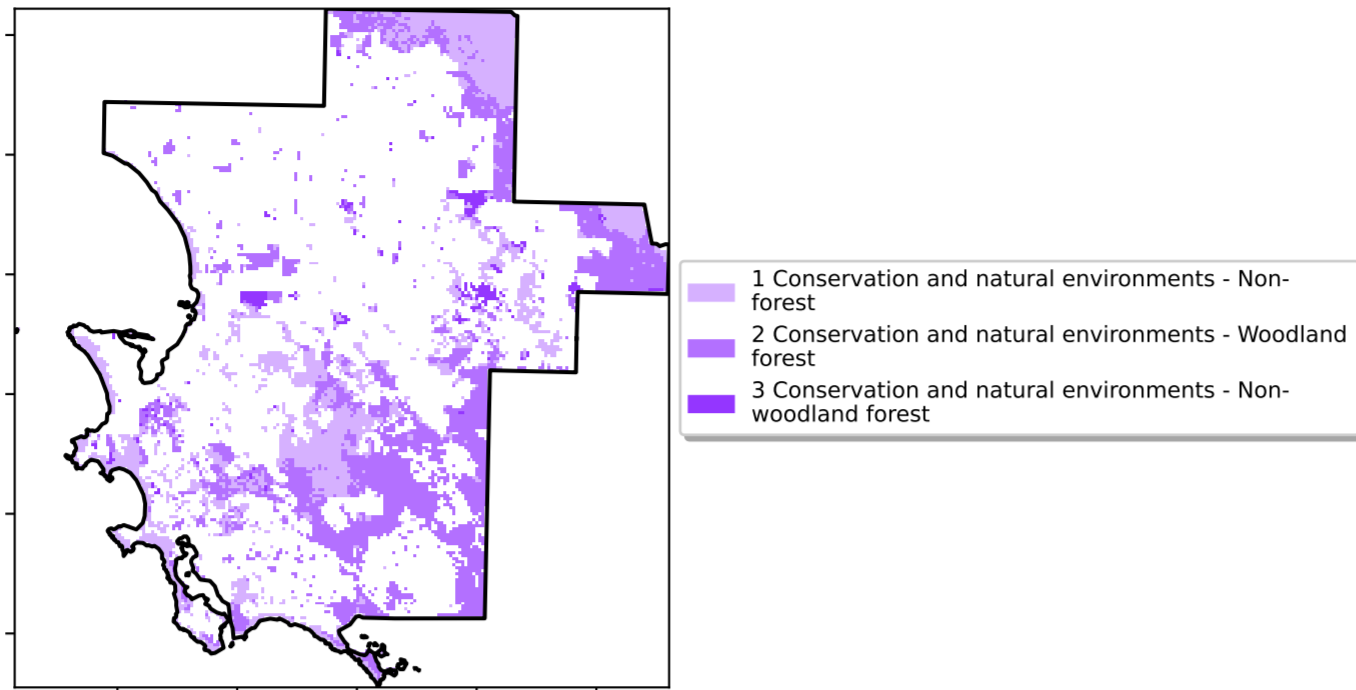 1 Conservation and natural environments - Non-
forest
2 Conservation and natural environments - Woodland
forest
3 Conservation and natural environments - Non-
woodland forest